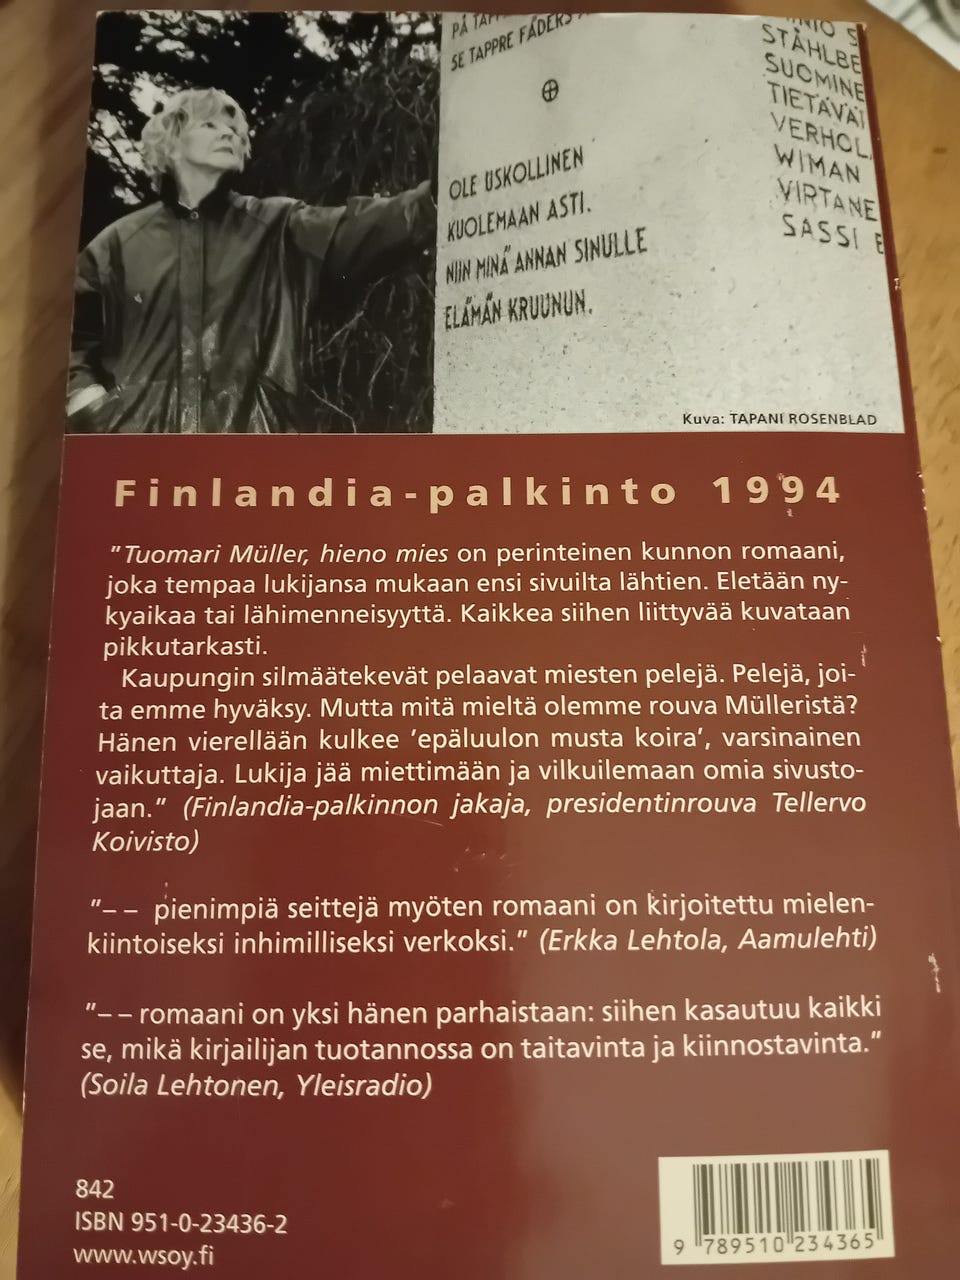 PÅ TAPP
SE TAPPRE FÄDERS
OLE USKOLLINEN
KUOLEMAAN ASTI.
NIIN MINÄ ANNAN SINULLE
ELÄMÄN KRUUNUN.
STÅHLBE
SUOMINE
TIETÄVÄI
VERHOL
WIMAN
VIRTANE
SASSI E
Kuva: TAPANI ROSENBLAD
Finlandia-palkinto 1994
"Tuomari Müller, hieno mies on perinteinen kunnon romaani,
joka tempaa lukijansa mukaan ensi sivuilta lähtien. Eletään ny-
kyaikaa tai lähimenneisyyttä. Kaikkea siihen liittyvää kuvataan
pikkutarkasti.
Kaupungin silmäätekevät pelaavat miesten pelejä. Pelejä, joi-
ta emme hyväksy. Mutta mitä mieltä olemme rouva Mülleristä?
Hänen vierellään kulkee ’epäluulon musta koira’, varsinainen
vaikuttaja. Lukija jää miettimään ja vilkuilemaan omia sivusto-
jaan.” (Finlandia-palkinnon jakaja, presidentinrouva Tellervo
Koivisto)
"– – pienimpiä seittejä myöten romaani on kirjoitettu mielen-
kiintoiseksi inhimilliseksi verkoksi.” (Erkka Lehtola, Aamulehti)
"– – romaani on yksi hänen parhaistaan: siihen kasautuu kaikki
se, mikä kirjailijan tuotannossa on taitavinta ja kiinnostavinta.”
(Soila Lehtonen, Yleisradio)
842
ISBN 951-0-23436-2
www.wsoy.fi
9 789510 234365